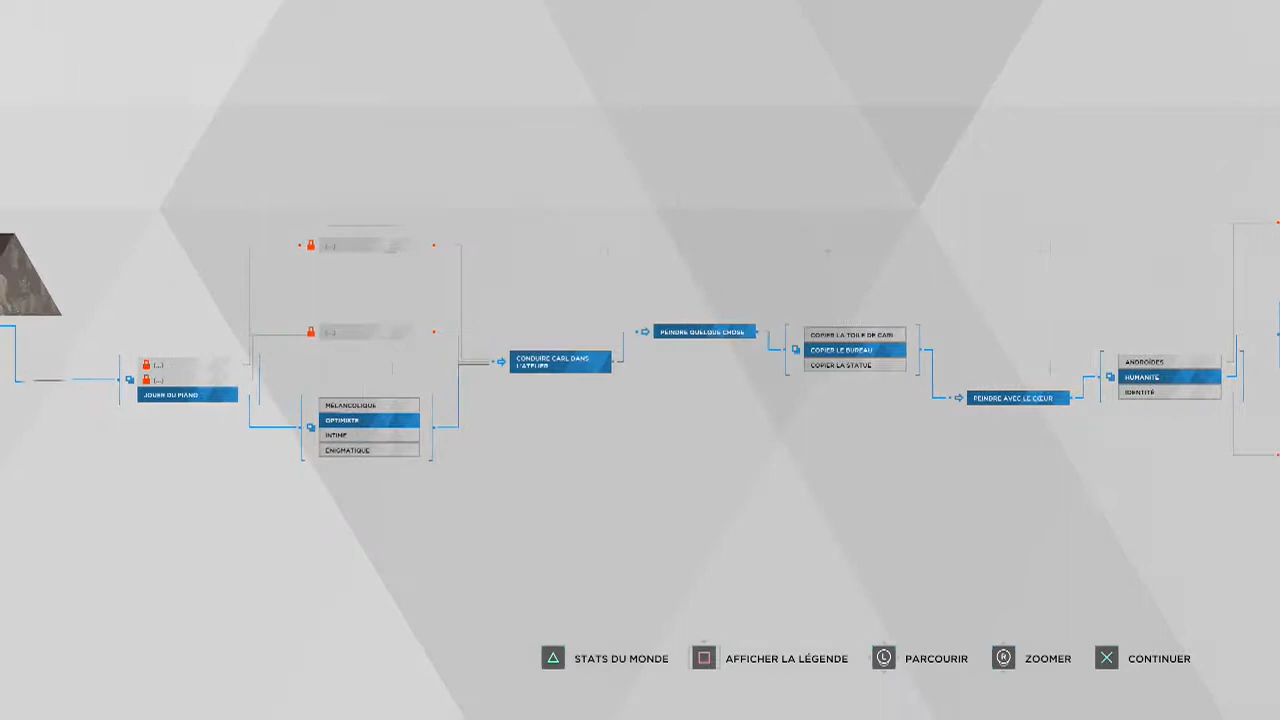 (...)
(...)
(...)
(...)
JOUER DU PIANO
MÉLANCOLIQUE
OPTIMISTE
INTIME
ÉNIGMATIQUE
CONDUIRE CARL DANS
L'ATELIER
PEINDRE QUELQUE CHOSE
COPIER LA TOILE DE CARL
COPIER LE BUREAU
COPIER LA STATUE
PEINDRE AVEC LE CŒUR
ANDROÏDES
HUMANITÉ
IDENTITÉ
STATS DU MONDE
AFFICHER LA LÉGENDE
L
PARCOURIR
R
ZOOMER
CONTINUER